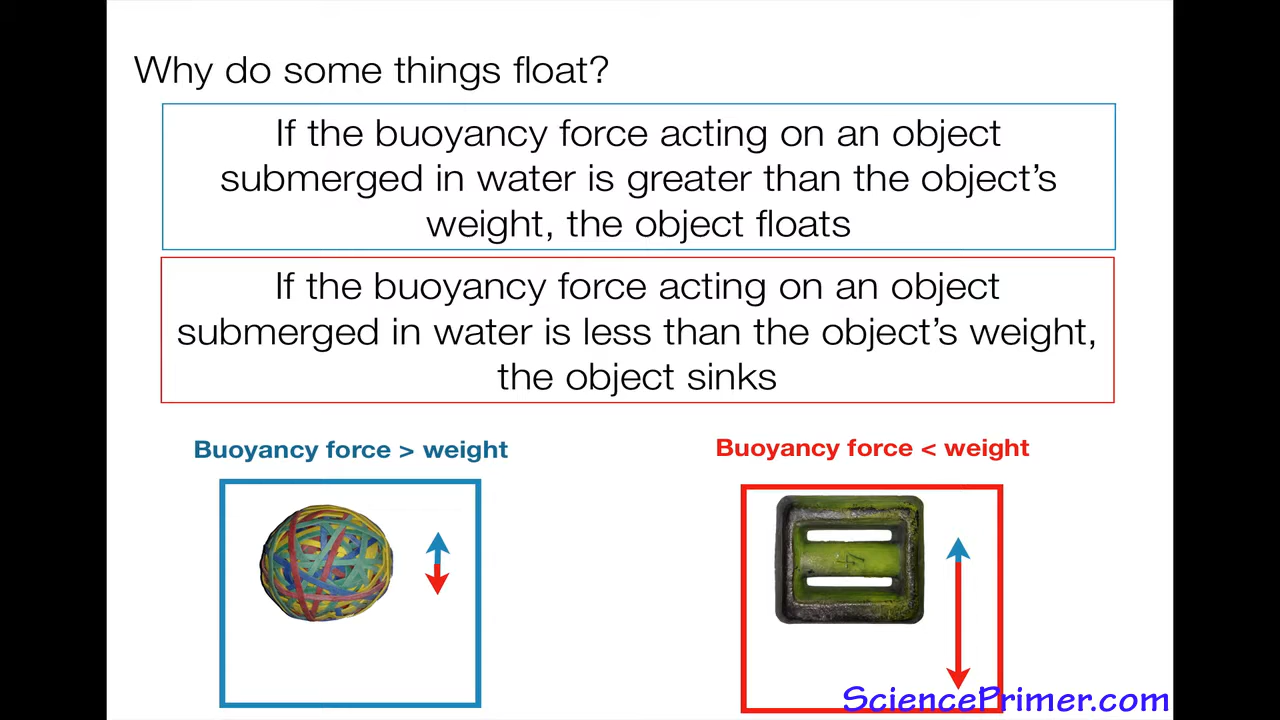 Why do some things float?
If the buoyancy force acting on an object
submerged in water is greater than the object’s
weight, the object floats
If the buoyancy force acting on an object
submerged in water is less than the object’s weight,
the object sinks
Buoyancy force > weight
Buoyancy force < weight
4
SciencePrimer.com